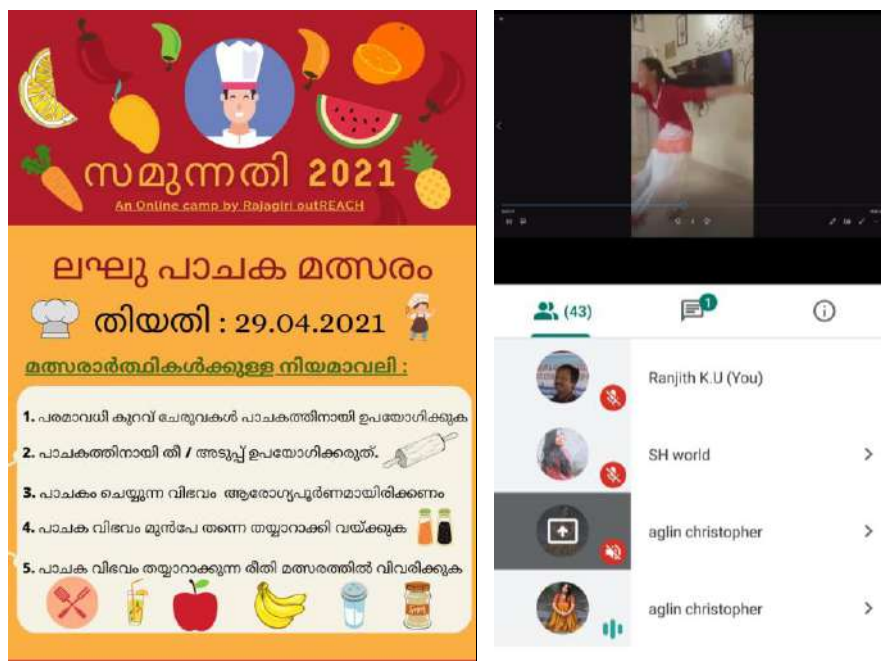 സമുന്നതി 2021
An Online camp by Rajagiri outREACH
ലഘു പാചക മത്സരം
തിയതി : 29.04.2021
മത്സരാർത്ഥികൾക്കുള്ള നിയമാവലി :
1. പരമാവധി കുറവ് ചേരുവകൾ പാചകത്തിനായി ഉപയോഗിക്കുക
2. പാചകത്തിനായി തീ / അടുപ്പ് ഉപയോഗിക്കരുത്.
3. പാചകം ചെയ്യുന്ന വിഭവം ആരോഗ്യപൂർണമായിരിക്കണം
4. പാചക വിഭവം മുൻപേ തന്നെ തയ്യാറാക്കി വയ്ക്കുക
5. പാചക വിഭവം തയ്യാറാക്കുന്ന രീതി മത്സരത്തിൽ വിവരിക്കുക
(43)
1
Ranjith K.U (You)
SH world
aglin christopher
aglin christopher